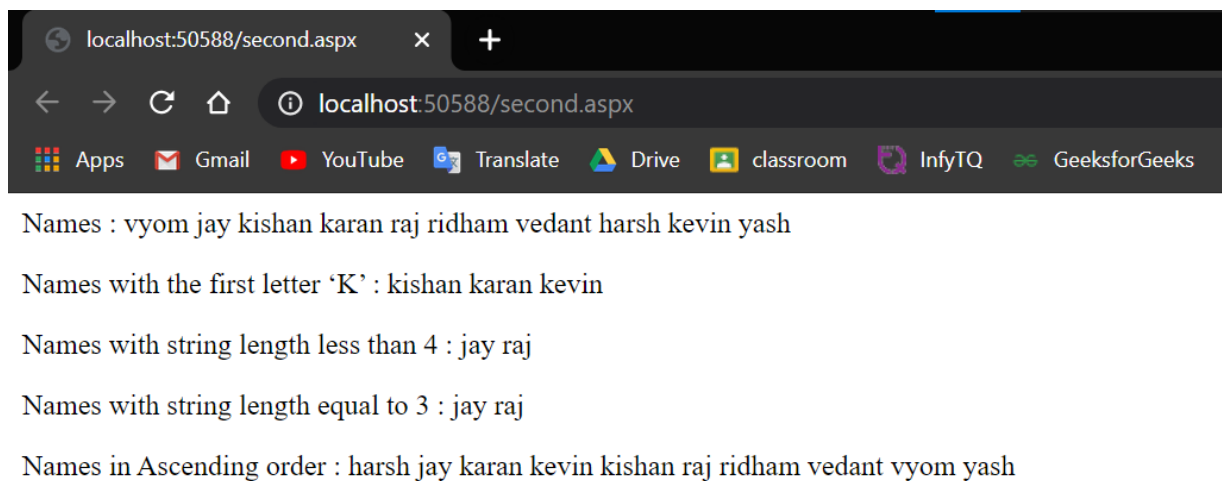 localhost:50588/second.aspx
localhost:50588/second.aspx
Apps Gmail YouTube Translate Drive classroom InfyTQ GeeksforGeeks
Names : vyom jay kishan karan raj ridham vedant harsh kevin yash
Names with the first letter ‘K’ : kishan karan kevin
Names with string length less than 4 : jay raj
Names with string length equal to 3 : jay raj
Names in Ascending order : harsh jay karan kevin kishan raj ridham vedant vyom yash